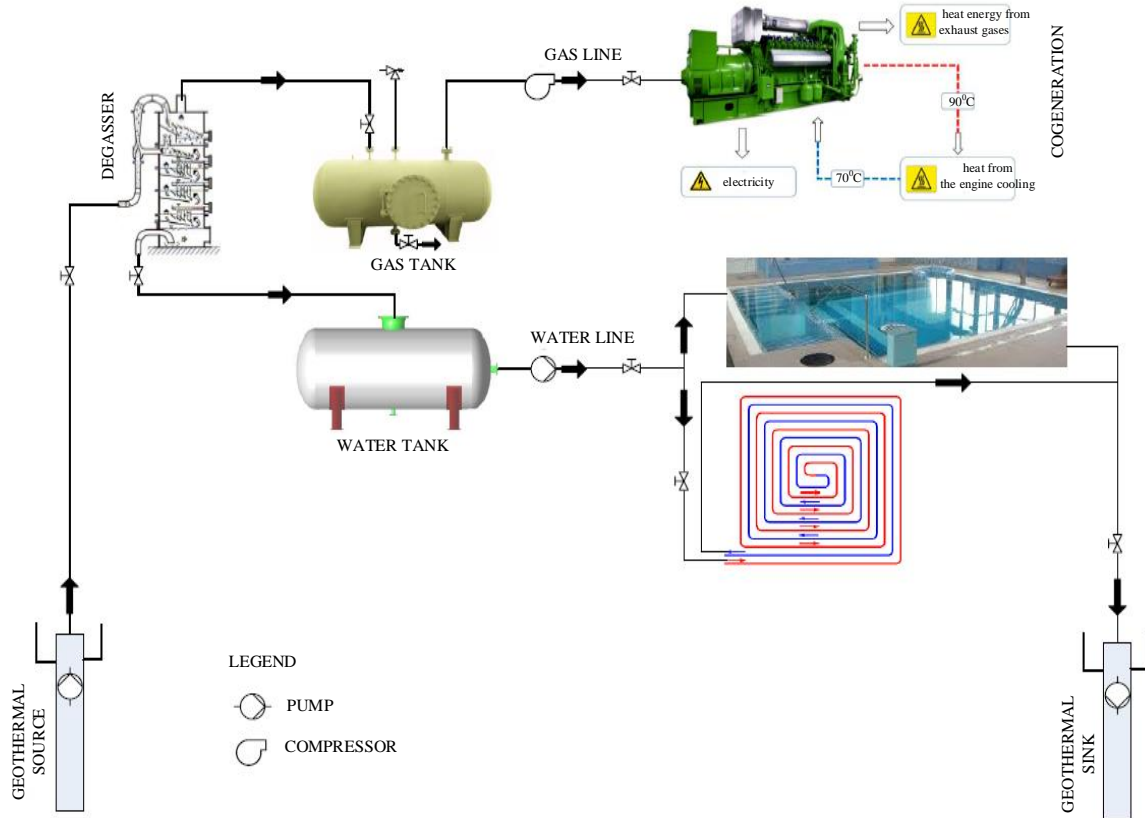 GAS LINE
heat energy from
exhaust gases
COGENERATION
DEGASSER
90⁰C
70⁰C
heat from
the engine cooling
electricity
GAS TANK
WATER LINE
WATER TANK
LEGEND
PUMP
COMPRESSOR
GEOTHERMAL
SOURCE
GEOTHERMAL
SINK